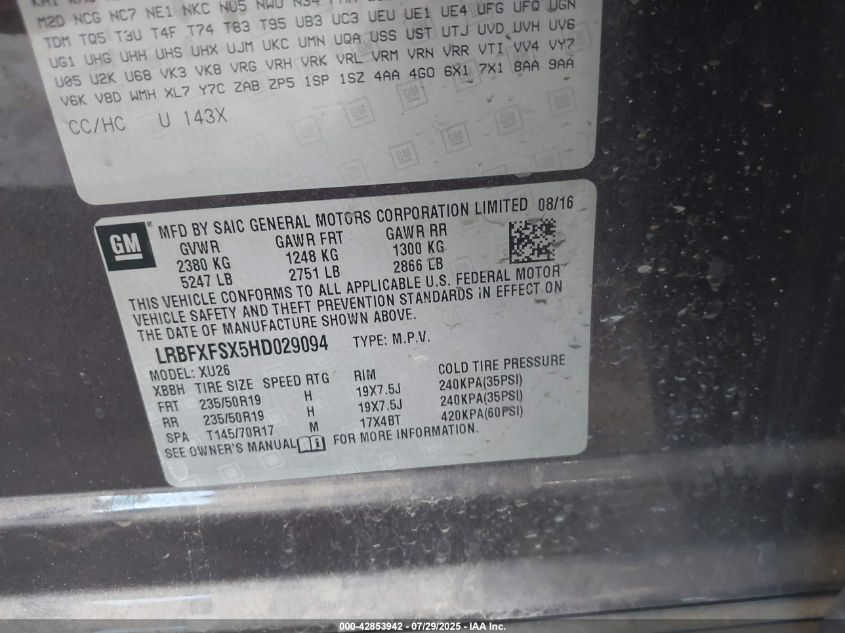 M2D NCG NC7 NE1 NKC NU5 NWU N34
TDM TQ5 T3U T4F T74 T83 T95 UB3 UC3 UEU UE1 UE4 UFG UFQ UGN
UG1 UHG UHH UHS UHX UJM UKC UMN UQA USS UST UTJ UVD UVH UV6
U05 U2K U68 VK3 VK8 VRG VRH VRK VRL VRM VRN VRR VTI VV4 VY7
V6K V8D WMH XL7 Y7C ZAB ZP5 1SP 1SZ 4AA 4GO 6X1 7X1 8AA 9AA
CC/HC U 143X
GM
MFD BY SAIC GENERAL MOTORS CORPORATION LIMITED 08/16
GVWR GAWR FRT GAWR RR
2380 KG 1248 KG 1300 KG
5247 LB 2751 LB 2866 LB
THIS VEHICLE CONFORMS TO ALL APPLICABLE U.S. FEDERAL MOTOR
VEHICLE SAFETY AND THEFT PREVENTION STANDARDS IN EFFECT ON
THE DATE OF MANUFACTURE SHOWN ABOVE.
LRBFXFSX5HD029094 TYPE: M.P.V.
MODEL: XU26
XBBH TIRE SIZE SPEED RTG RIM COLD TIRE PRESSURE
FRT 235/50R19 H 19X7.5J 240KPA(35PSI)
RR 235/50R19 H 19X7.5J 240KPA(35PSI)
SPA T145/70R17 M 17X4BT 420KPA(60PSI)
SEE OWNER'S MANUAL FOR MORE INFORMATION.
000-42853942 - 07/29/2025 - IAA Inc.